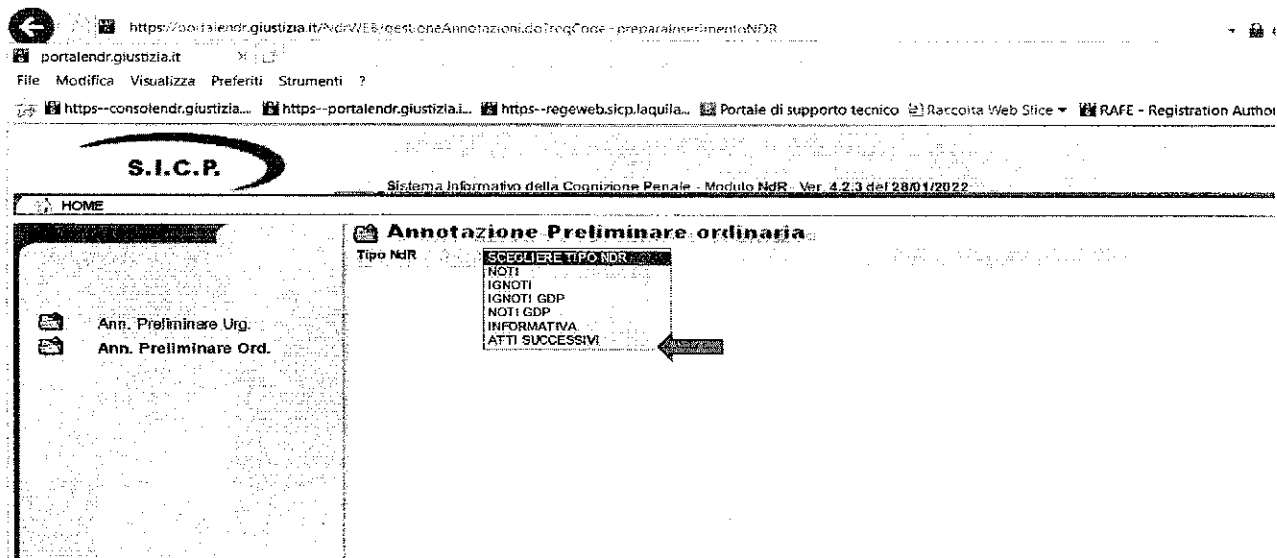 https://portalendr.giustizia.it/NdrWEB/gestioneAnnotazioni.do?reqCode=preparaInserimentoNDR
portalendr.giustizia.it
File Modifica Visualizza Preferiti Strumenti ?
https--consolendr.giustizia.... https--portalendr.giustizia.i... https--regeweb.sicp.laquila... Portale di supporto tecnico Raccolta Web Slice RAFE - Registration Author
S.I.C.P.
Sistema Informativo della Cognizione Penale - Modulo NdR - Ver. 4.2.3 del 28/01/2022
HOME
Annotazione Preliminare ordinaria
Tipo NdR SCEGLIERE TIPO NDR
NOTI
IGNOTI
IGNOTI GDP
NOTI GDP
INFORMATIVA
ATTI SUCCESSIVI
Ann. Preliminare Urg.
Ann. Preliminare Ord.